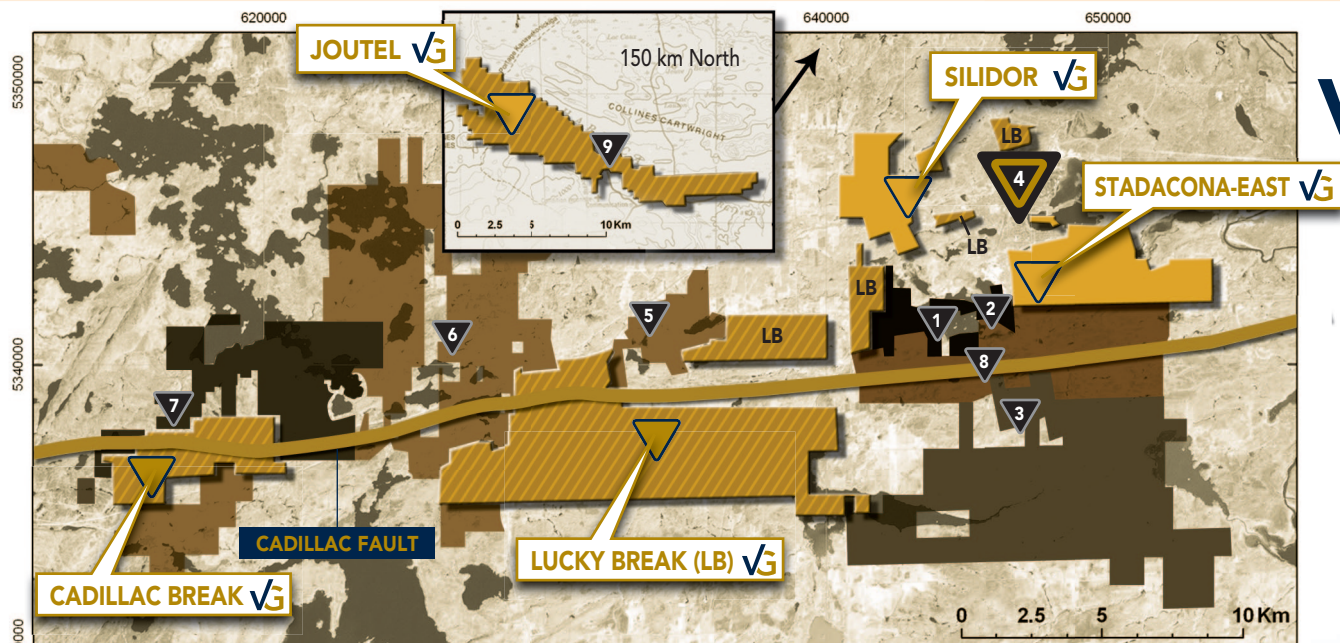 620000
640000
650000
5350000
5340000
0000
JOUTEL VG
150 km North
COLLINES CARTWRIGHT
9
0 2.5 5 10 Km
SILIDOR VG
LB
4
STADACONA-EAST VG
LB
LB
1
2
5
6
LB
8
7
3
CADILLAC FAULT
LUCKY BREAK (LB) VG
CADILLAC BREAK VG
0 2.5 5 10 Km